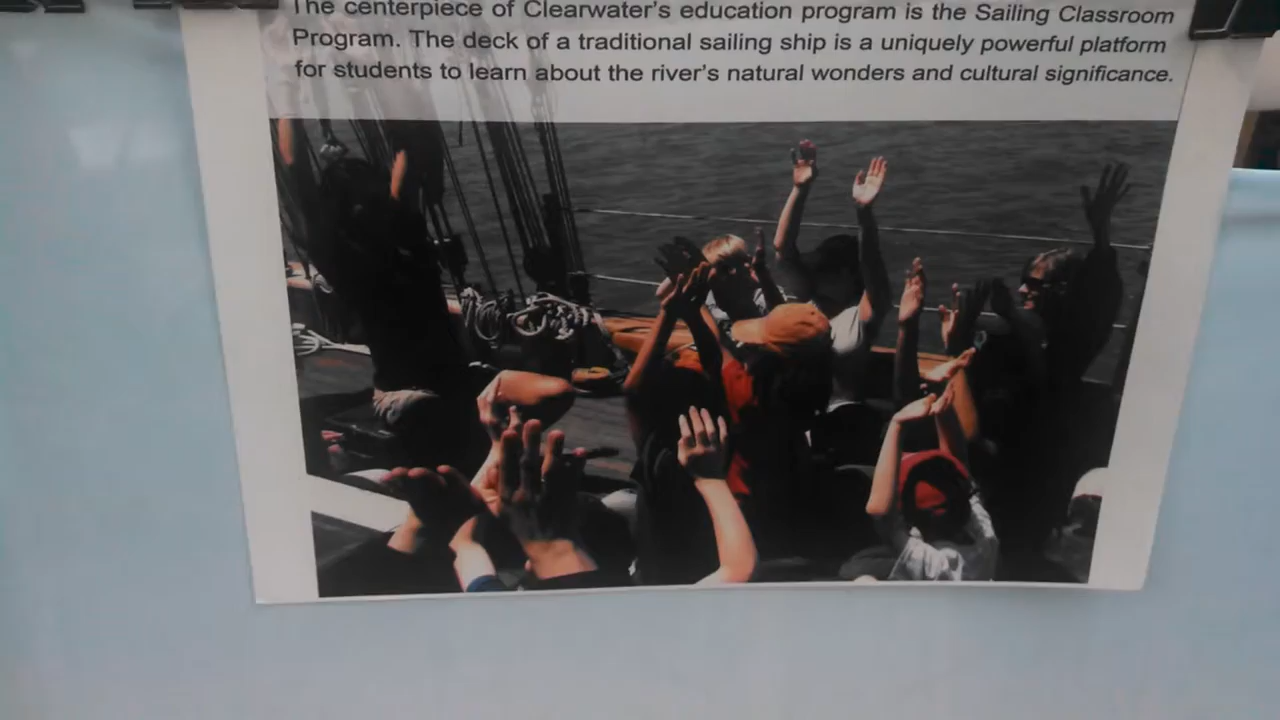 The centerpiece of Clearwater's education program is the Sailing Classroom
Program. The deck of a traditional sailing ship is a uniquely powerful platform
for students to learn about the river's natural wonders and cultural significance.